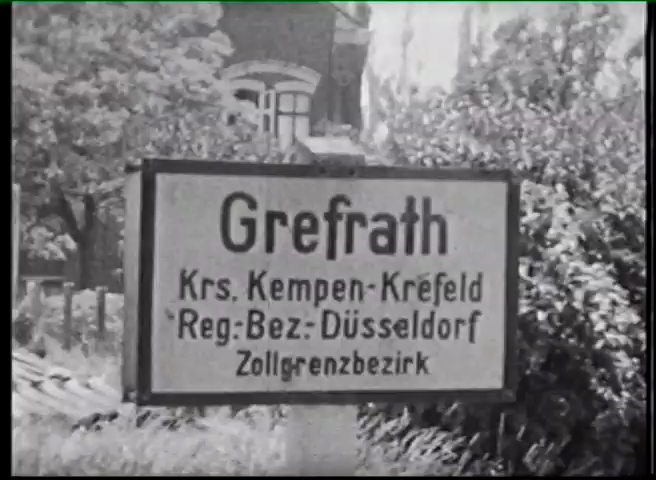 Grefrath
Krs. Kempen-Krefeld
Reg.-Bez.-Düsseldorf
Zollgrenzbezirk